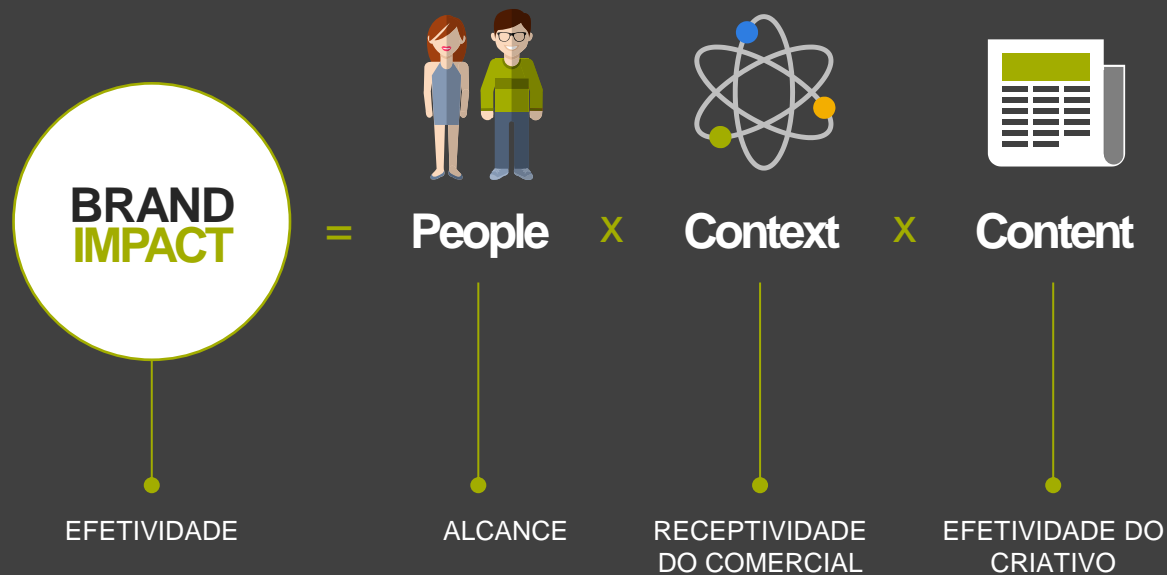 BRAND
IMPACT
= People x Context x Content
EFETIVIDADE
ALCANCE
RECEPTIVIDADE
DO COMERCIAL
EFETIVIDADE DO
CRIATIVO